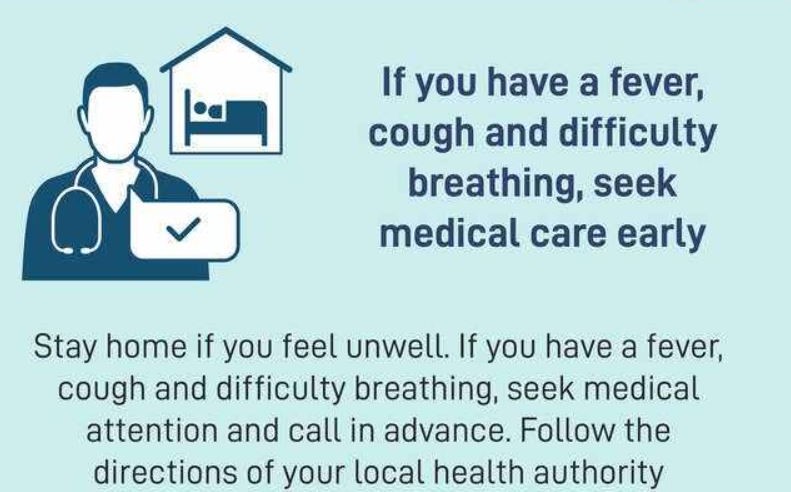 If you have a fever,
cough and difficulty
breathing, seek
medical care early
Stay home if you feel unwell. If you have a fever,
cough and difficulty breathing, seek medical
attention and call in advance. Follow the
directions of your local health authority